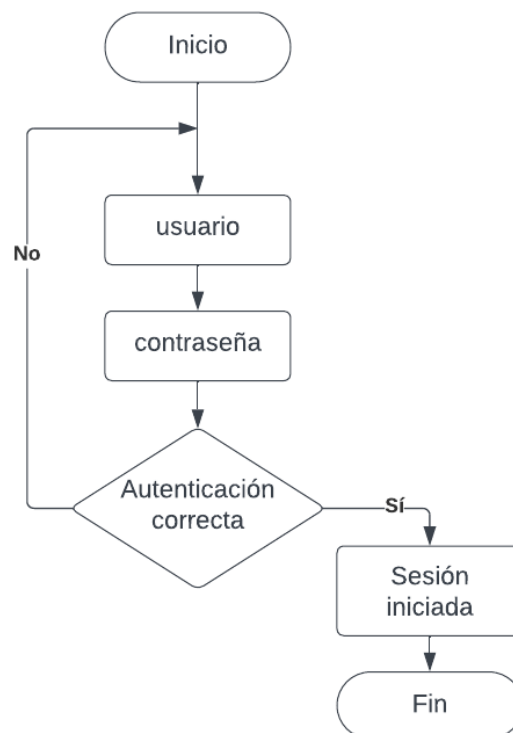 Inicio
usuario
No
contraseña
Autenticación
correcta
Sí
Sesión
iniciada
Fin